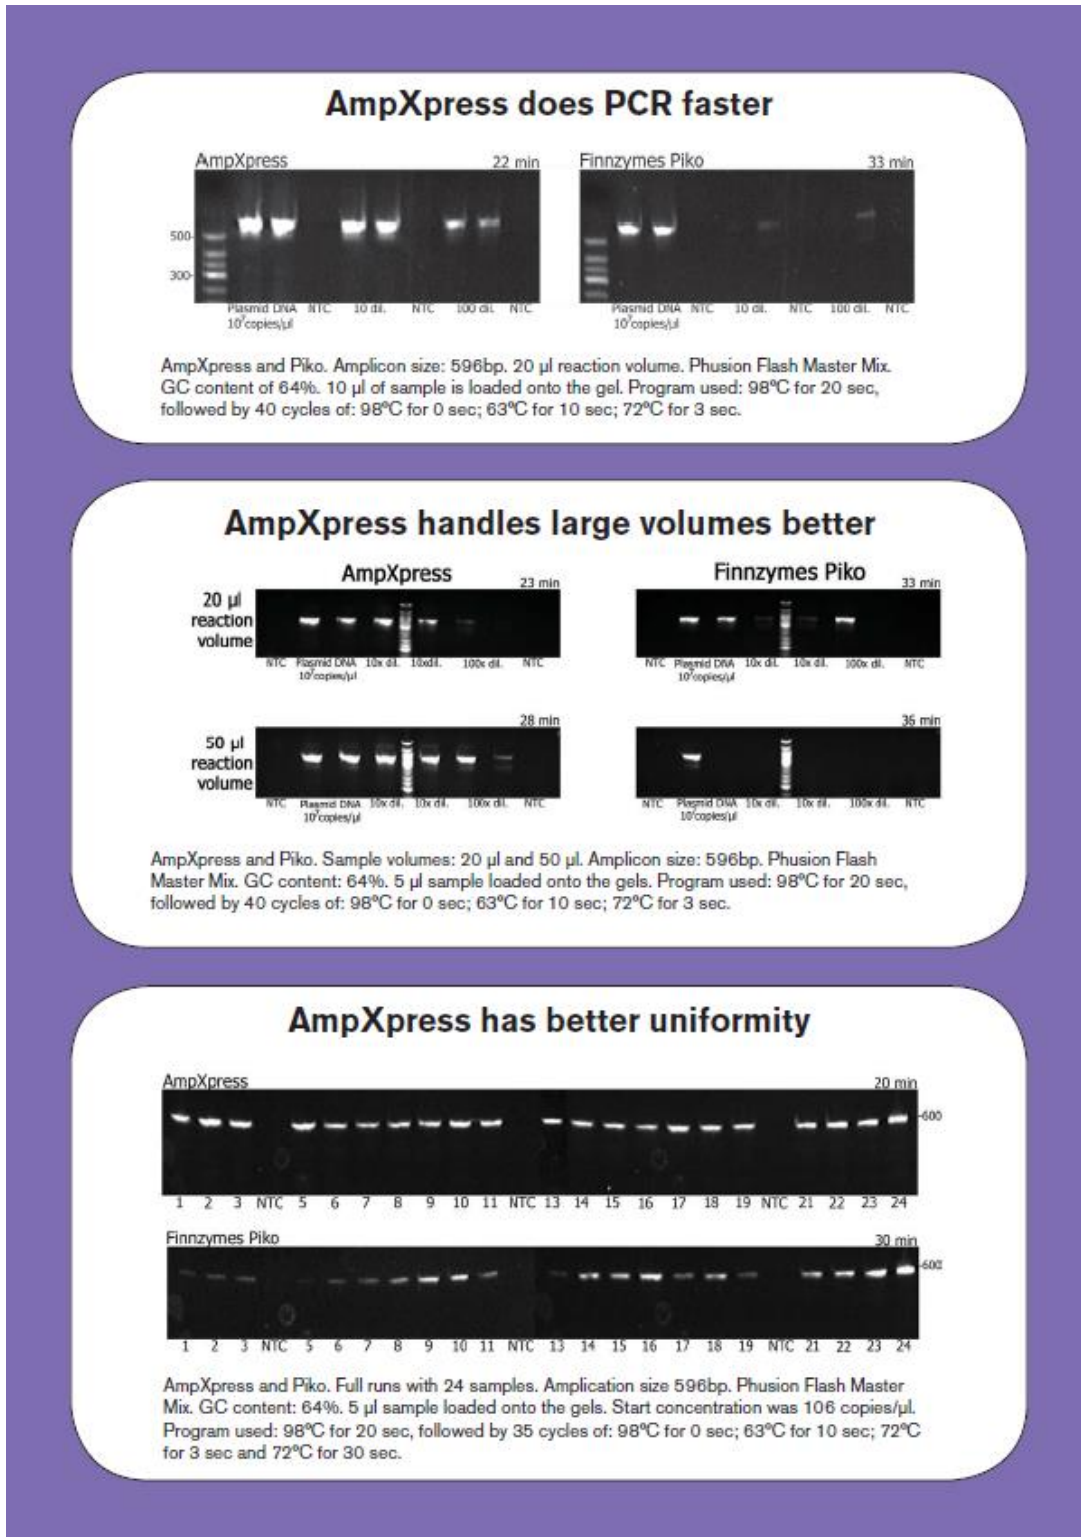 AmpXpress does PCR faster
AmpXpress 22 min
Finnzymes Piko 33 min
500
300
Plasmid DNA NTC 10 dil. NTC 100 dil. NTC
10⁷copies/µl
Plasmid DNA NTC 10 dil. NTC 100 dil. NTC
10⁷copies/µl
AmpXpress and Piko. Amplicon size: 596bp. 20 µl reaction volume. Phusion Flash Master Mix.
GC content of 64%. 10 µl of sample is loaded onto the gel. Program used: 98ºC for 20 sec,
followed by 40 cycles of: 98ºC for 0 sec; 63ºC for 10 sec; 72ºC for 3 sec.
AmpXpress handles large volumes better
AmpXpress
Finnzymes Piko
20 µl
reaction
volume
23 min
33 min
NTC Plasmid DNA 10x dil. 10xdil. 100x dil. NTC
10⁷copies/µl
NTC Plasmid DNA 10x dil. 10x dil. 100x dil. NTC
10⁷copies/µl
50 µl
reaction
volume
28 min
36 min
NTC Plasmid DNA 10x dil. 10x dil. 100x dil. NTC
10⁷copies/µl
NTC Plasmid DNA 10x dil. 10x dil. 100x dil. NTC
10⁷copies/µl
AmpXpress and Piko. Sample volumes: 20 µl and 50 µl. Amplicon size: 596bp. Phusion Flash
Master Mix. GC content: 64%. 5 µl sample loaded onto the gels. Program used: 98ºC for 20 sec,
followed by 40 cycles of: 98ºC for 0 sec; 63ºC for 10 sec; 72ºC for 3 sec.
AmpXpress has better uniformity
AmpXpress 20 min
-600
1 2 3 NTC 5 6 7 8 9 10 11 NTC 13 14 15 16 17 18 19 NTC 21 22 23 24
Finnzymes Piko 30 min
-600
1 2 3 NTC 5 6 7 8 9 10 11 NTC 13 14 15 16 17 18 19 NTC 21 22 23 24
AmpXpress and Piko. Full runs with 24 samples. Amplication size 596bp. Phusion Flash Master
Mix. GC content: 64%. 5 µl sample loaded onto the gels. Start concentration was 106 copies/µl.
Program used: 98ºC for 20 sec, followed by 35 cycles of: 98ºC for 0 sec; 63ºC for 10 sec; 72ºC
for 3 sec and 72ºC for 30 sec.